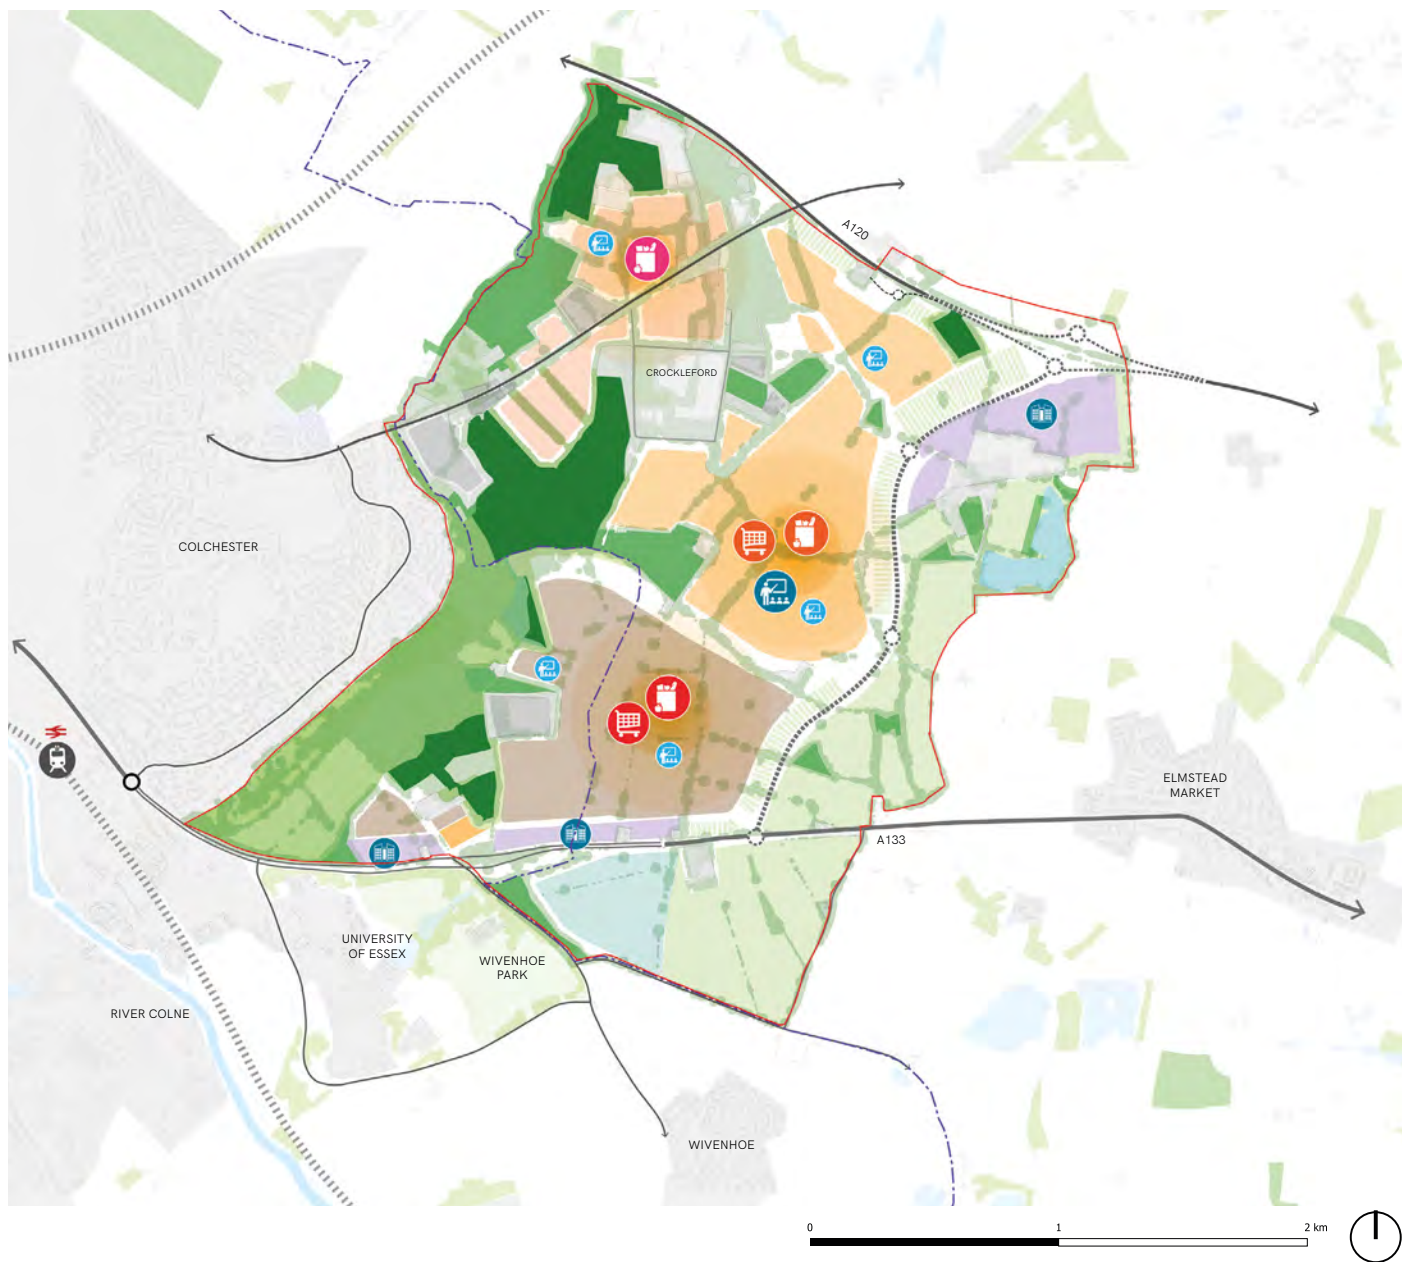 A120
CROCKLEFORD
COLCHESTER
ELMSTEAD
MARKET
A133
UNIVERSITY
OF ESSEX
WIVENHOE
PARK
RIVER COLNE
WIVENHOE
0 1 2 km